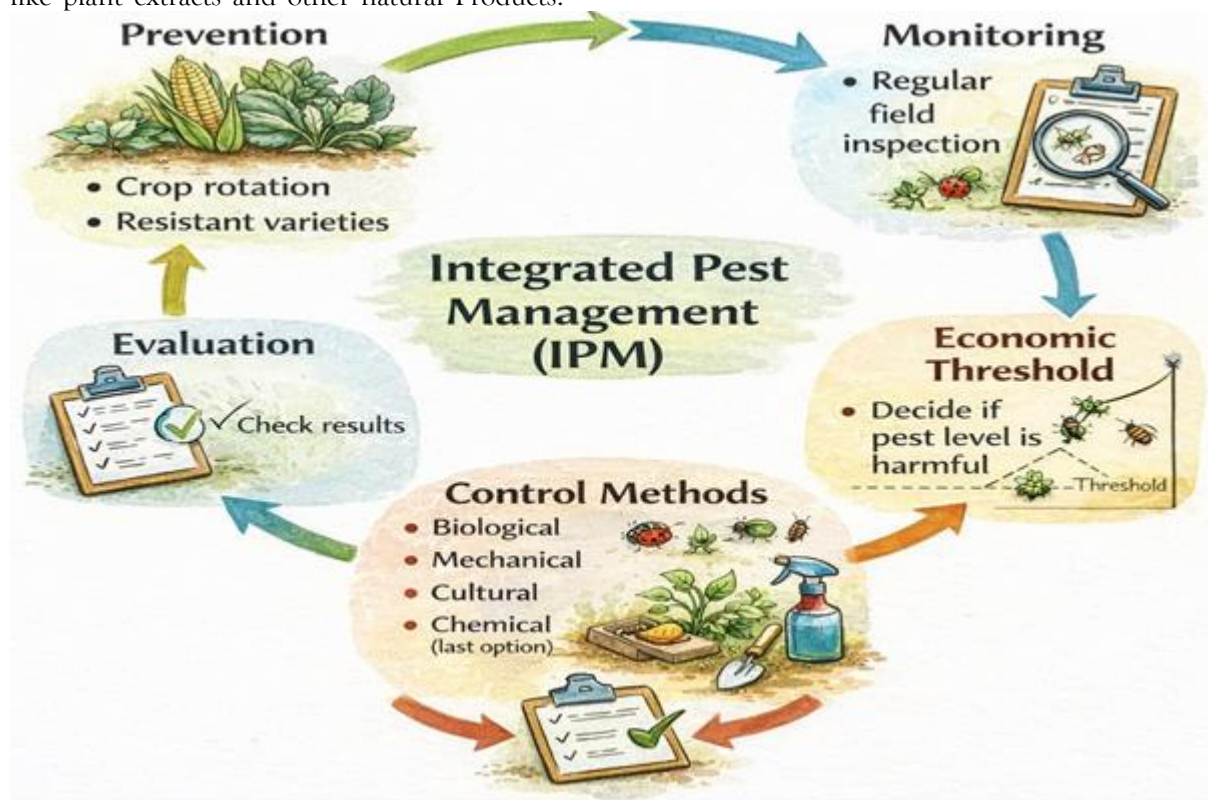 like plant extracts and other natural Products.
Prevention
• Crop rotation
• Resistant varieties
Monitoring
• Regular
field
inspection
Integrated Pest
Management
(IPM)
Economic
Threshold
• Decide if
pest level is
harmful
Threshold
Evaluation
✓Check results
Control Methods
• Biological
• Mechanical
• Cultural
• Chemical
(last option)